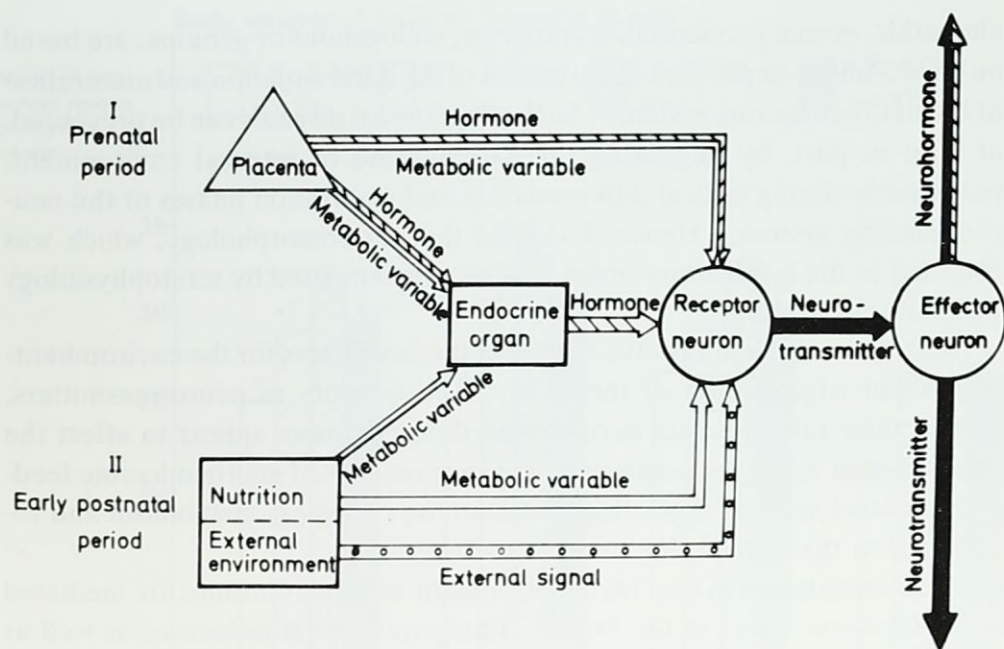 I
Prenatal
period
Placenta
Hormone
Metabolic variable
Hormone
Metabolic variable
Endocrine
organ
Hormone
Receptor
neuron
Neuro-
transmitter
Effector
neuron
Neurohormone
Neurotransmitter
II
Early postnatal
period
Nutrition
External
environment
Metabolic variable
Metabolic variable
External signal